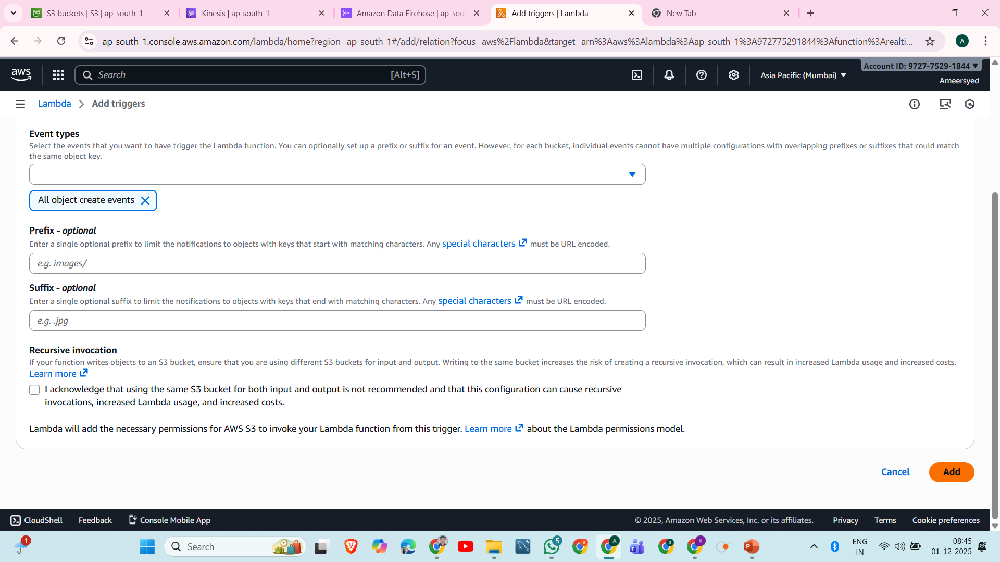 S3 buckets | S3 | ap-south-1
Kinesis | ap-south-1
Amazon Data Firehose | ap-sou
Add triggers | Lambda
New Tab
ap-south-1.console.aws.amazon.com/lambda/home?region=ap-south-1#/add/relation?focus=aws%2Flambda&target=arn%3Aaws%3Alambda%3Aap-south-1%3A972775291844%3Afunction%3Arealti...
A
aws
Search
[Alt+S]
Asia Pacific (Mumbai)
Account ID: 9727-7529-1844
Ameersyed
Lambda
Add triggers
Event types
Select the events that you want to have trigger the Lambda function. You can optionally set up a prefix or suffix for an event. However, for each bucket, individual events cannot have multiple configurations with overlapping prefixes or suffixes that could match
the same object key.
All object create events
Prefix - optional
Enter a single optional prefix to limit the notifications to objects with keys that start with matching characters. Any special characters must be URL encoded.
e.g. images/
Suffix - optional
Enter a single optional suffix to limit the notifications to objects with keys that end with matching characters. Any special characters must be URL encoded.
e.g. .jpg
Recursive invocation
If your function writes objects to an S3 bucket, ensure that you are using different S3 buckets for input and output. Writing to the same bucket increases the risk of creating a recursive invocation, which can result in increased Lambda usage and increased costs.
Learn more
I acknowledge that using the same S3 bucket for both input and output is not recommended and that this configuration can cause recursive
invocations, increased Lambda usage, and increased costs.
Lambda will add the necessary permissions for AWS S3 to invoke your Lambda function from this trigger. Learn more about the Lambda permissions model.
Cancel
Add
CloudShell
Feedback
Console Mobile App
© 2025, Amazon Web Services, Inc. or its affiliates.
Privacy
Terms
Cookie preferences
1
Search
5
S
A
T
S
S
P
ENG
IN
08:45
01-12-2025